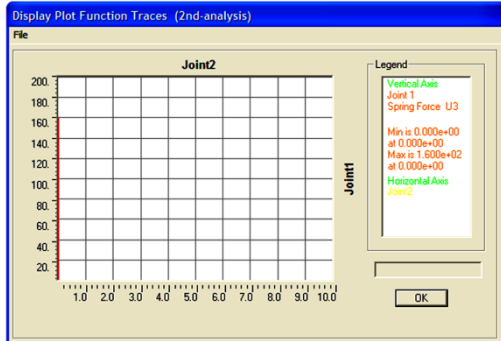 Display Plot Function Traces (2nd-analysis)
File
Joint2
200.
180.
160.
140.
120.
100.
80.
60.
40.
20.
1.0 2.0 3.0 4.0 5.0 6.0 7.0 8.0 9.0 10.0
Joint1
Legend
Vertical Axis
Joint 1
Spring Force U3
Min is 0.000e+00
at 0.000e+00
Max is 1.600e+02
at 0.000e+00
Horizontal Axis
Joint2
OK